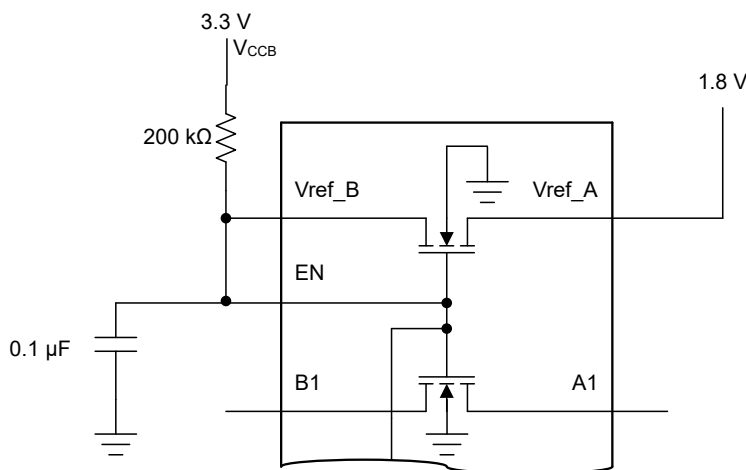 3.3 V
VCCB
1.8 V
200 kΩ
Vref_B
Vref_A
EN
0.1 µF
B1
A1